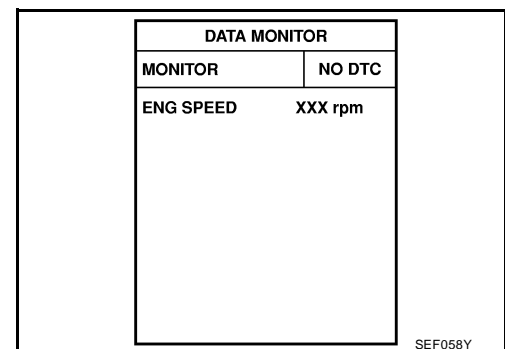 DATA MONITOR
MONITOR NO DTC
ENG SPEED XXX rpm
SEF058Y